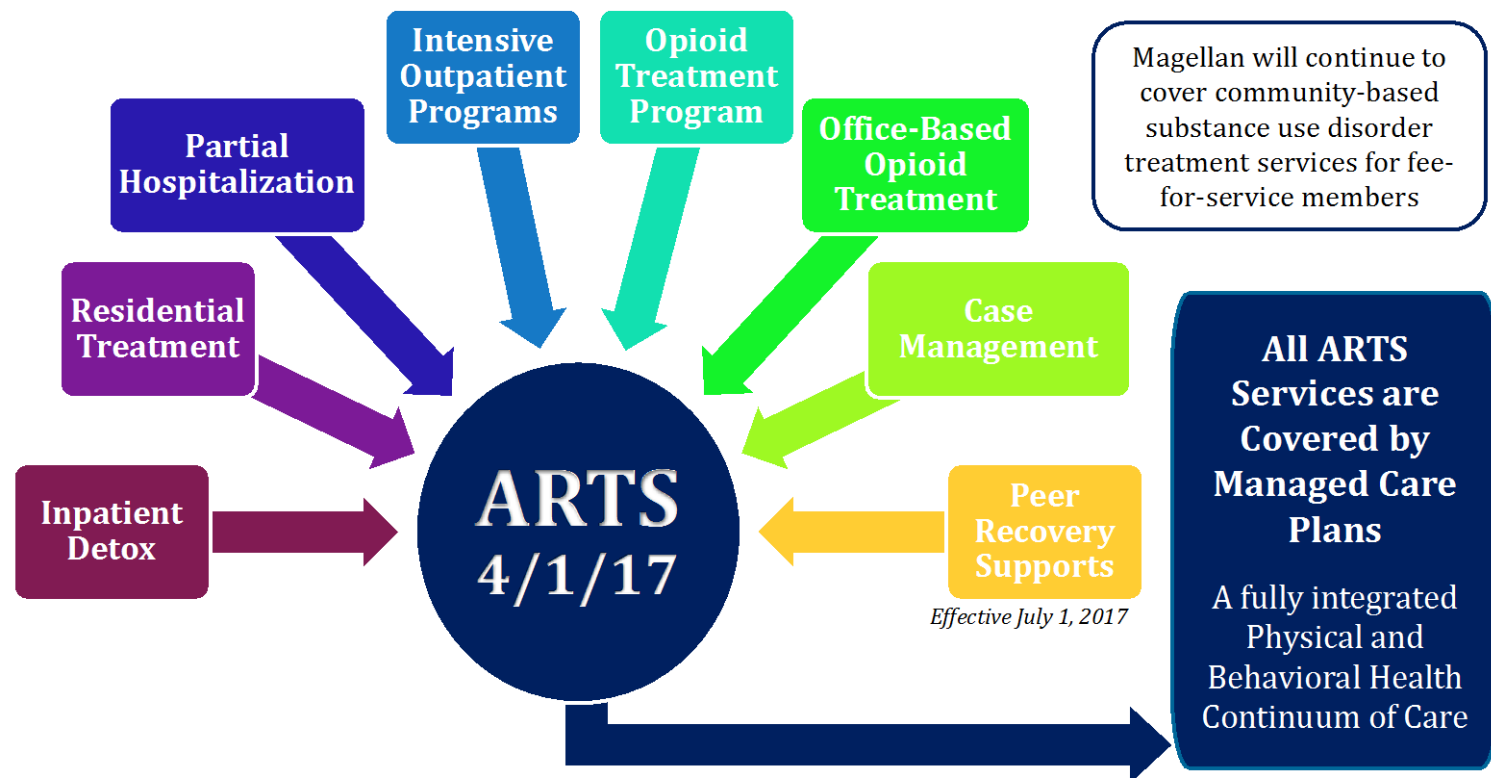 Intensive
Outpatient
Programs
Opioid
Treatment
Program
Magellan will continue to
cover community-based
substance use disorder
treatment services for fee-
for-service members
Partial
Hospitalization
Office-Based
Opioid
Treatment
Residential
Treatment
Case
Management
Inpatient
Detox
ARTS
4/1/17
Peer
Recovery
Supports
Effective July 1, 2017
All ARTS
Services are
Covered by
Managed Care
Plans
A fully integrated
Physical and
Behavioral Health
Continuum of Care